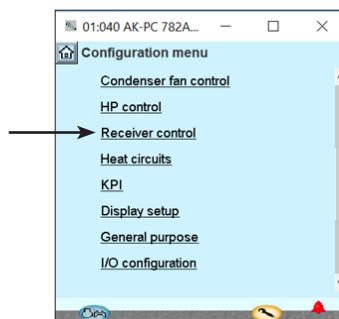 01:040 AK-PC 782A...
Configuration menu
Condenser fan control
HP control
Receiver control
Heat circuits
KPI
Display setup
General purpose
I/O configuration